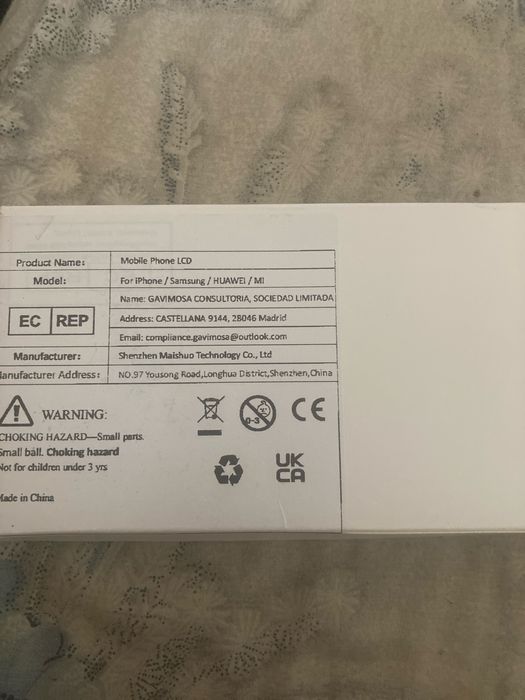 Product Name: Mobile Phone LCD
Model: For iPhone / Samsung / HUAWEI / MI
EC REP
Name: GAVIMOSA CONSULTORIA, SOCIEDAD LIMITADA
Address: CASTELLANA 9144, 28046 Madrid
Email: compliance.gavimosa@outlook.com
Manufacturer: Shenzhen Maishuo Technology Co., Ltd
anufacturer Address: NO.97 Yousong Road,Longhua District,Shenzhen,China
WARNING:
CHOKING HAZARD—Small parts.
Small ball. Choking hazard
Not for children under 3 yrs
Made in China
0-3
CE
UK
CA